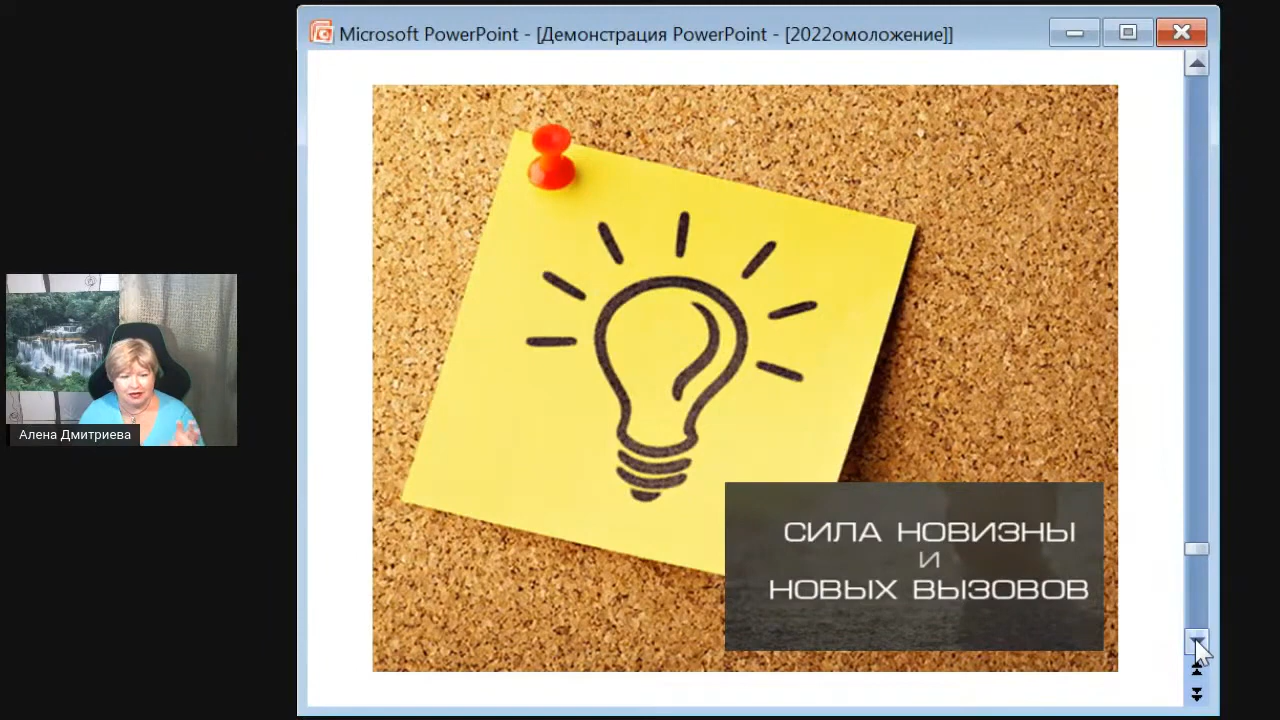 Microsoft PowerPoint - [Демонстрация PowerPoint - [2022омоложение]]
Алена Дмитриева
СИЛА НОВИЗНЫ
И
НОВЫХ ВЫЗОВОВ